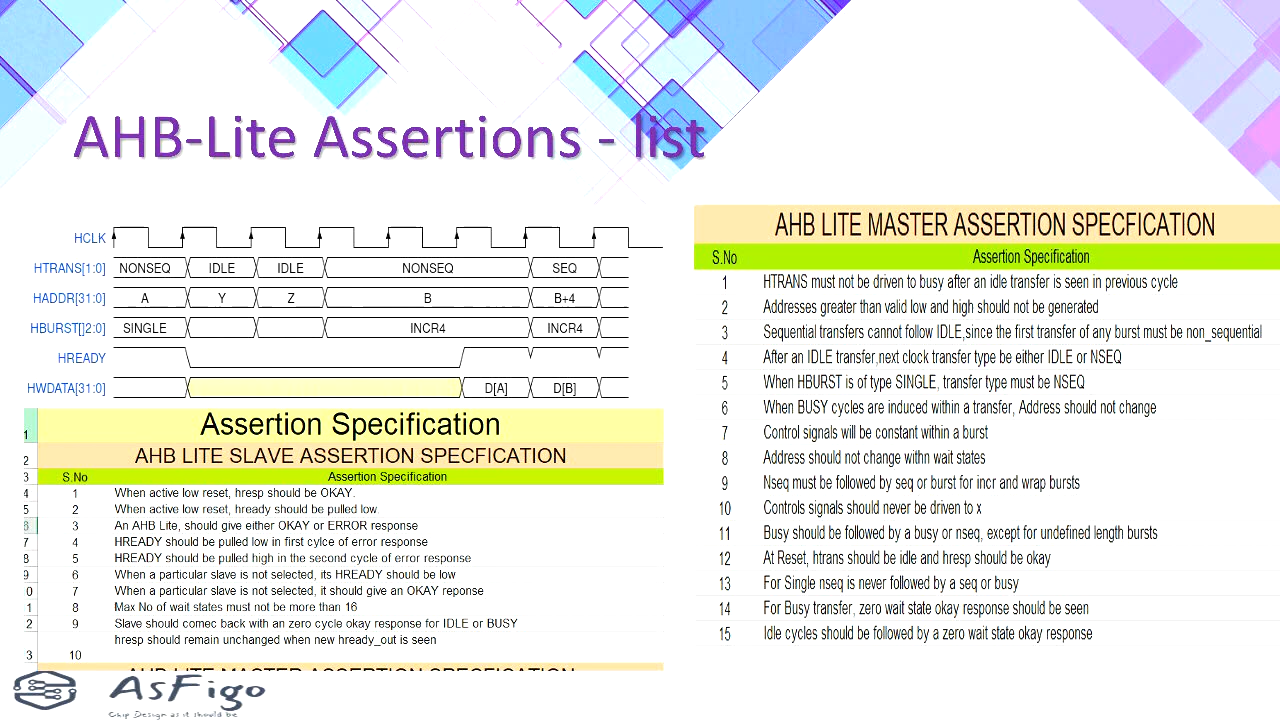 AHB-Lite Assertions - list
HCLK
HTRANS[1:0] NONSEQ IDLE IDLE NONSEQ SEQ
HADDR[31:0] A Y Z B B+4
HBURST[]2:0] SINGLE INCR4 INCR4
HREADY
HWDATA[31:0] D[A] D[B]
1 Assertion Specification
2 AHB LITE SLAVE ASSERTION SPECFICATION
3 S.No Assertion Specification
4 1 When active low reset, hresp should be OKAY.
5 2 When active low reset, hready should be pulled low.
6 3 An AHB Lite, should give either OKAY or ERROR response
7 4 HREADY should be pulled low in first cylce of error response
8 5 HREADY should be pulled high in the second cycle of error response
9 6 When a particular slave is not selected, its HREADY should be low
0 7 When a particular slave is not selected, it should give an OKAY reponse
1 8 Max No of wait states must not be more than 16
2 9 Slave should comec back with an zero cycle okay response for IDLE or BUSY
hresp should remain unchanged when new hready_out is seen
3 10
AHB LITE MASTER ASSERTION SPECFICATION
AHB LITE MASTER ASSERTION SPECFICATION
S.No Assertion Specification
1 HTRANS must not be driven to busy after an idle transfer is seen in previous cycle
2 Addresses greater than valid low and high should not be generated
3 Sequential transfers cannot follow IDLE,since the first transfer of any burst must be non_sequential
4 After an IDLE transfer,next clock transfer type be either IDLE or NSEQ
5 When HBURST is of type SINGLE, transfer type must be NSEQ
6 When BUSY cycles are induced within a transfer, Address should not change
7 Control signals will be constant within a burst
8 Address should not change withn wait states
9 Nseq must be followed by seq or burst for incr and wrap bursts
10 Controls signals should never be driven to x
11 Busy should be followed by a busy or nseq, except for undefined length bursts
12 At Reset, htrans should be idle and hresp should be okay
13 For Single nseq is never followed by a seq or busy
14 For Busy transfer, zero wait state okay response should be seen
15 Idle cycles should be followed by a zero wait state okay response
AsFigo
Chip Design as it should be